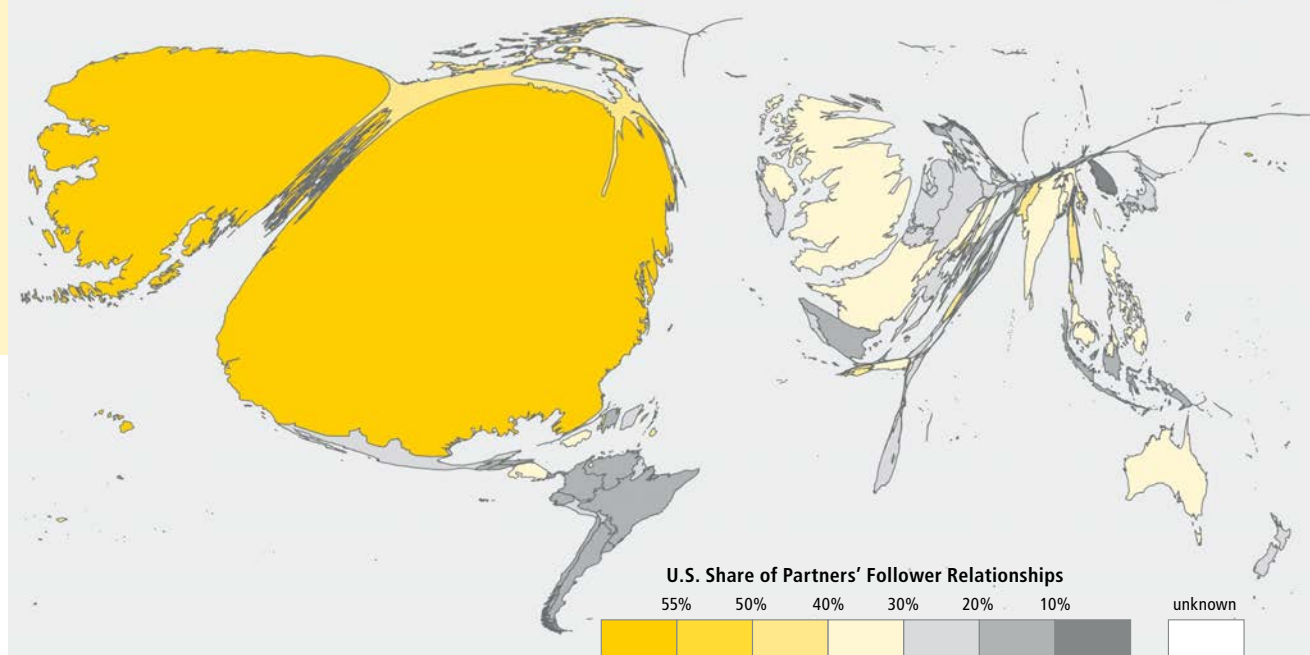 U.S. Share of Partners’ Follower Relationships
55% 50% 40% 30% 20% 10% unknown